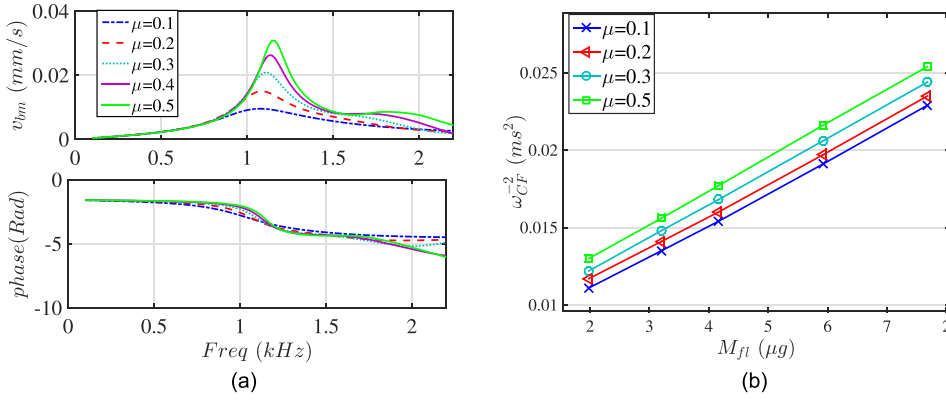 0.04
v_bm (mm/s)
0.02
0
μ=0.1
μ=0.2
μ=0.3
μ=0.4
μ=0.5
0 0.5 1 1.5 2
0
phase(Rad)
-5
-10
0 0.5 1 1.5 2
Freq (kHz)
(a)
ω_CF^-2 (ms^2)
0.025
0.02
0.015
0.01
μ=0.1
μ=0.2
μ=0.3
μ=0.5
2 3 4 5 6 7 2
M_fl (μg)
(b)